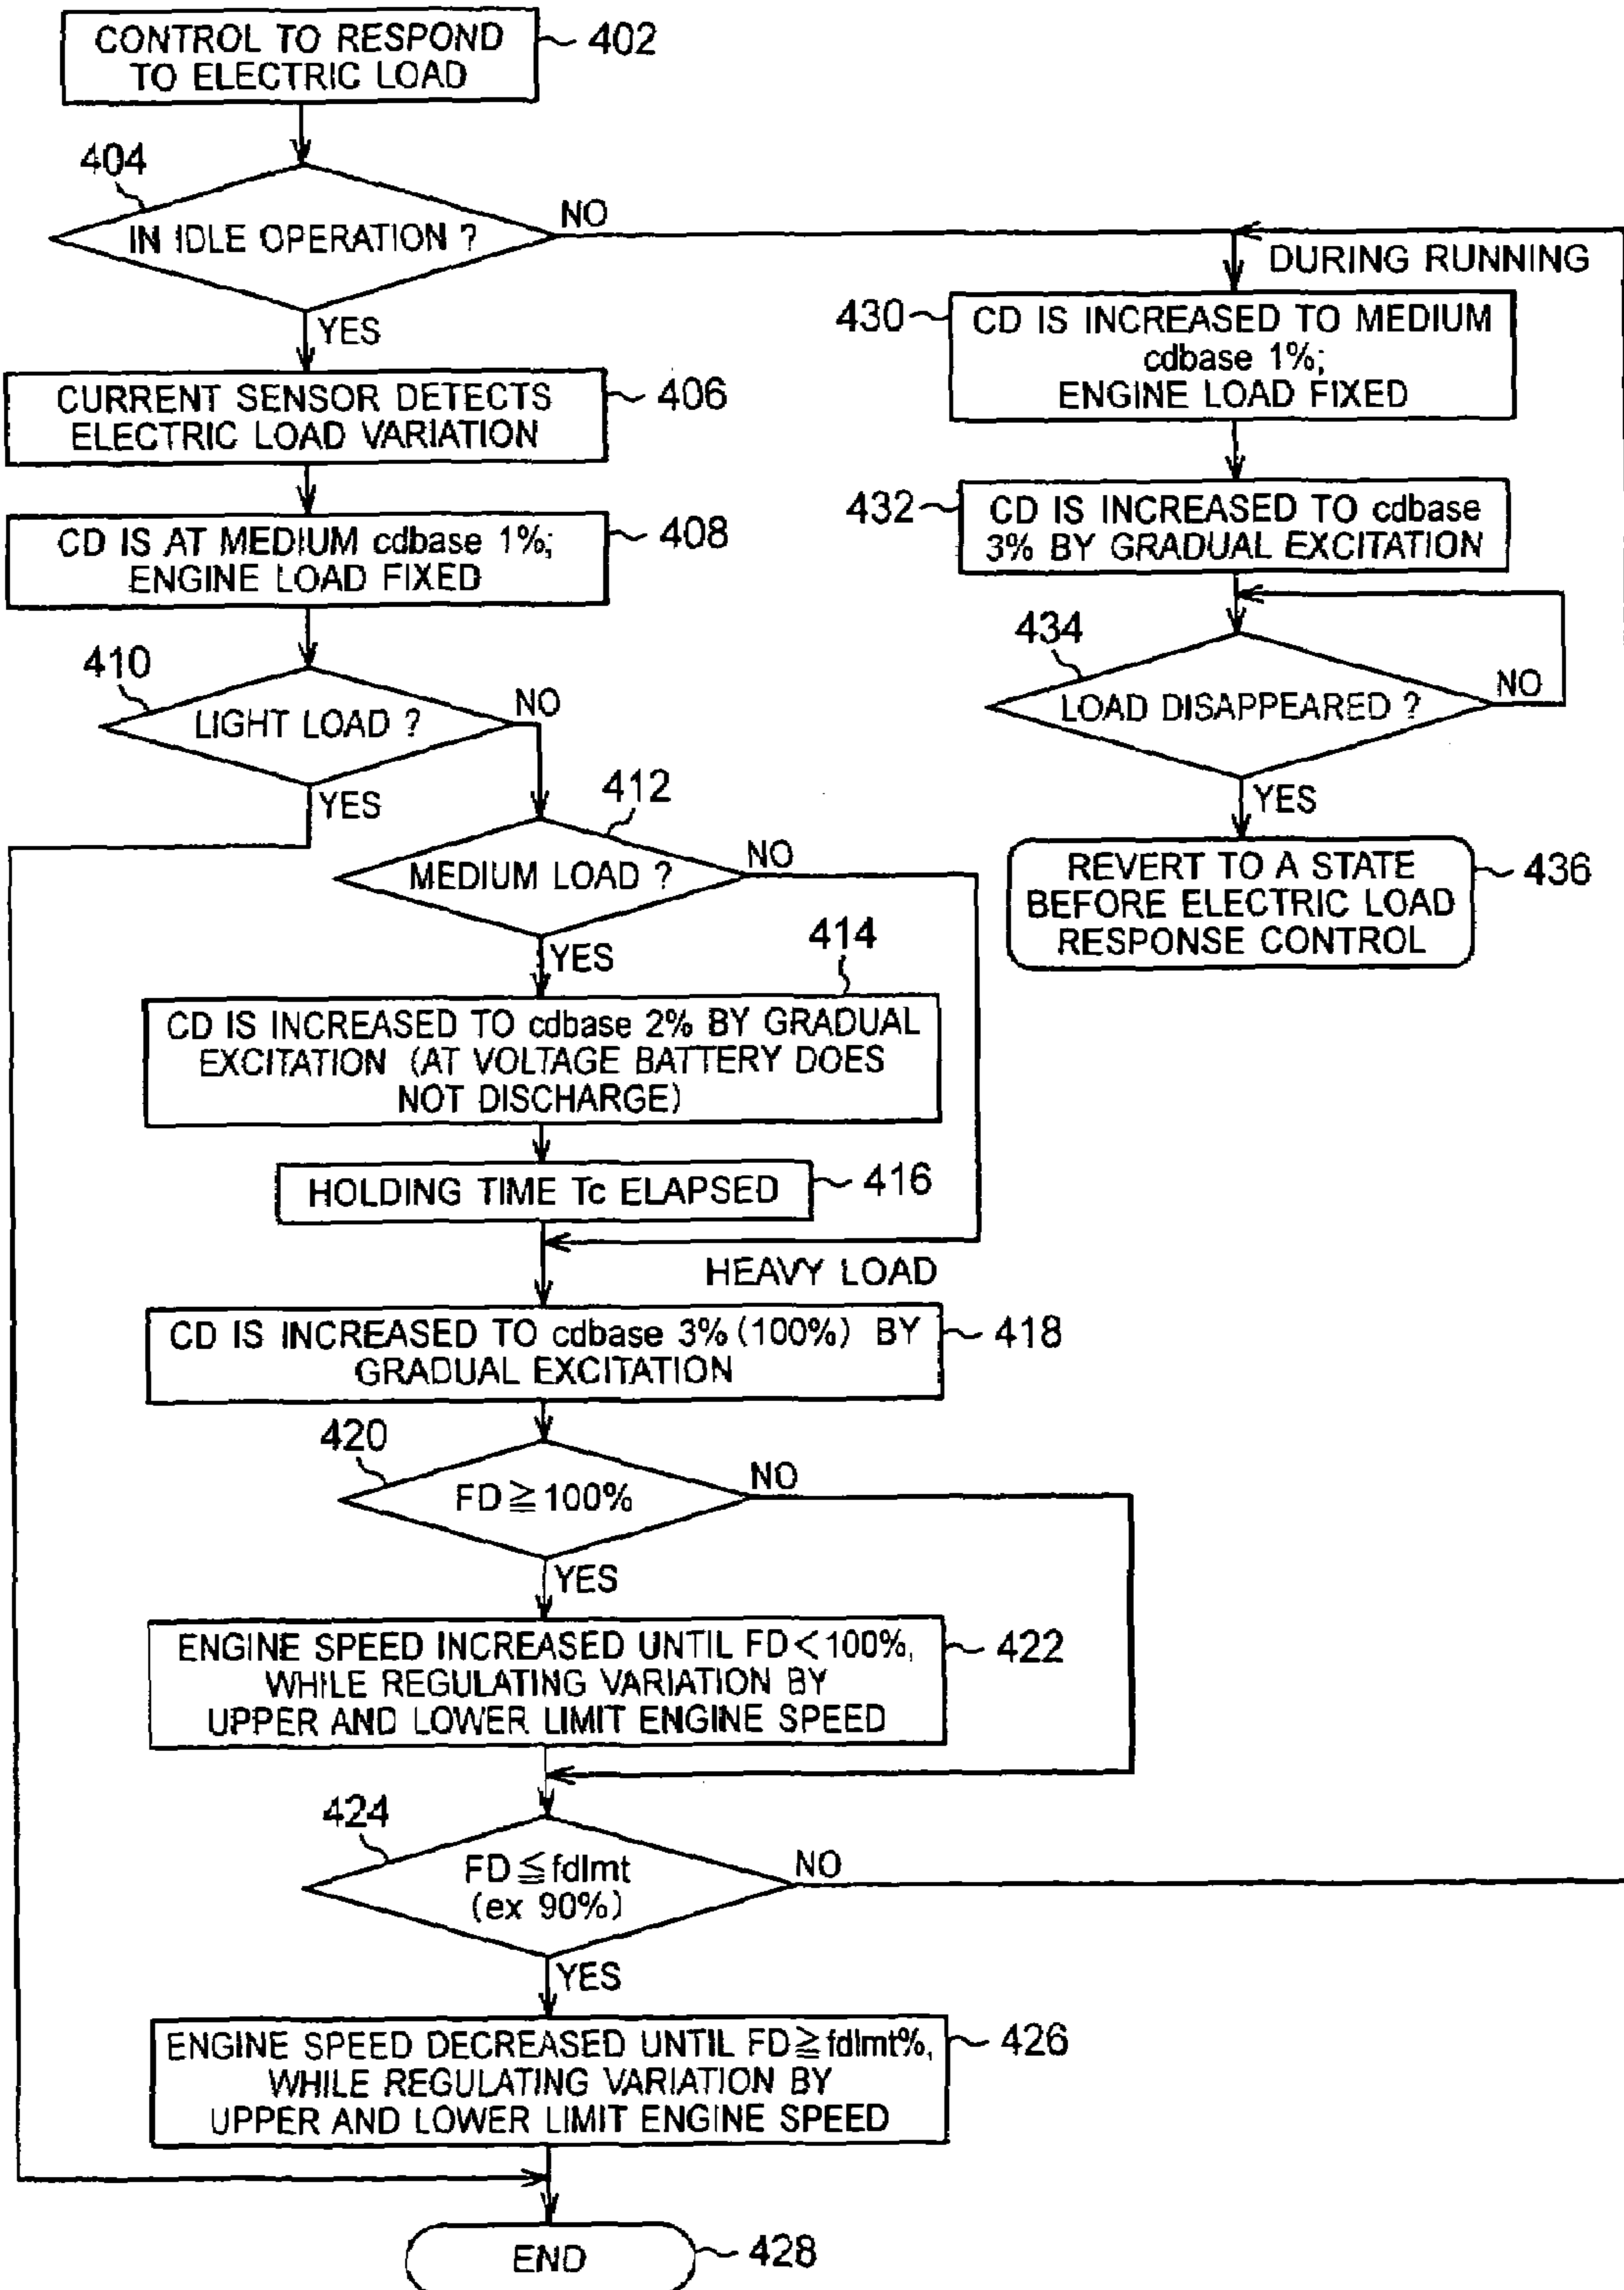 CONTROL TO RESPOND
TO ELECTRIC LOAD
402
404
IN IDLE OPERATION ?
NO
YES
CURRENT SENSOR DETECTS
ELECTRIC LOAD VARIATION
406
CD IS AT MEDIUM cdbase 1%;
ENGINE LOAD FIXED
408
410
LIGHT LOAD ?
NO
YES
412
MEDIUM LOAD ?
NO
YES
414
CD IS INCREASED TO cdbase 2% BY GRADUAL
EXCITATION (AT VOLTAGE BATTERY DOES
NOT DISCHARGE)
HOLDING TIME Tc ELAPSED
416
HEAVY LOAD
CD IS INCREASED TO cdbase 3% (100%) BY
GRADUAL EXCITATION
418
420
FD≧100%
NO
YES
ENGINE SPEED INCREASED UNTIL FD<100%,
WHILE REGULATING VARIATION BY
UPPER AND LOWER LIMIT ENGINE SPEED
422
424
FD≦fdlmt
(ex 90%)
NO
YES
ENGINE SPEED DECREASED UNTIL FD≧fdlmt%,
WHILE REGULATING VARIATION BY
UPPER AND LOWER LIMIT ENGINE SPEED
426
END
428
DURING RUNNING
430
CD IS INCREASED TO MEDIUM
cdbase 1%;
ENGINE LOAD FIXED
432
CD IS INCREASED TO cdbase
3% BY GRADUAL EXCITATION
434
LOAD DISAPPEARED ?
NO
YES
REVERT TO A STATE
BEFORE ELECTRIC LOAD
RESPONSE CONTROL
436